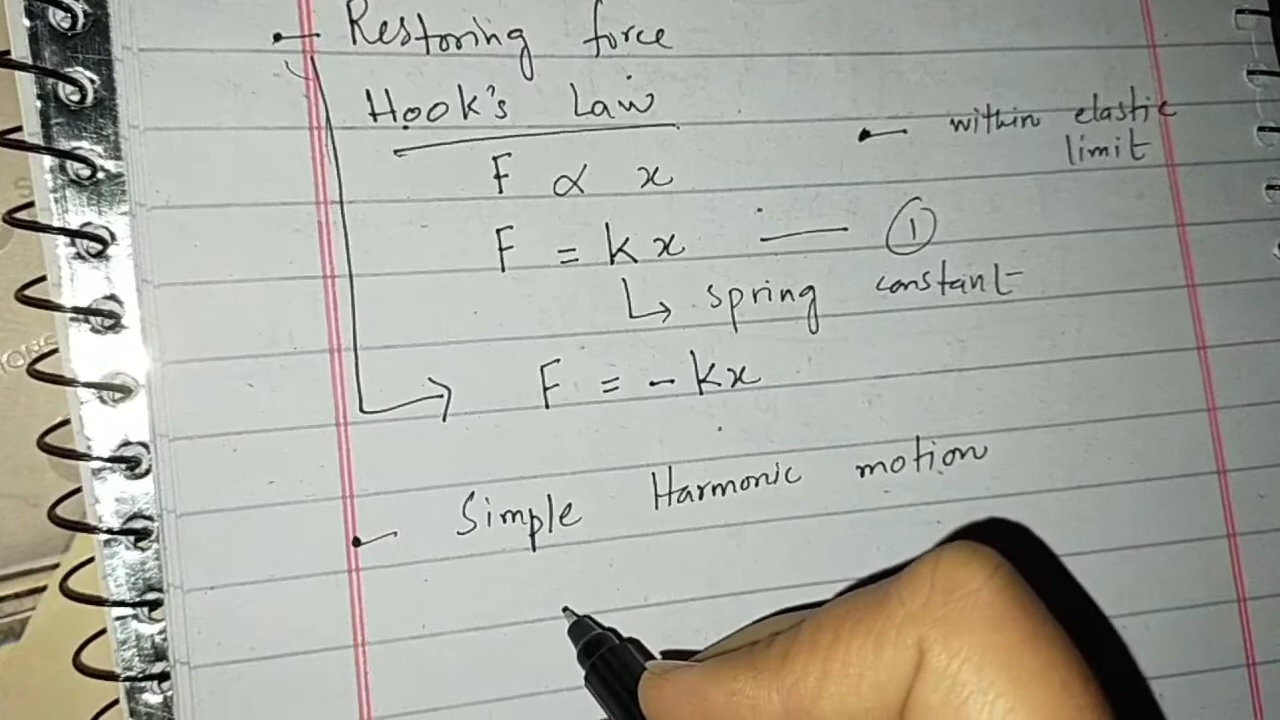 Restoring force
Hook's Law
within elastic
limit
F ∝ x
F = kx — ①
↳ spring constant
→ F = -kx
Simple Harmonic motion